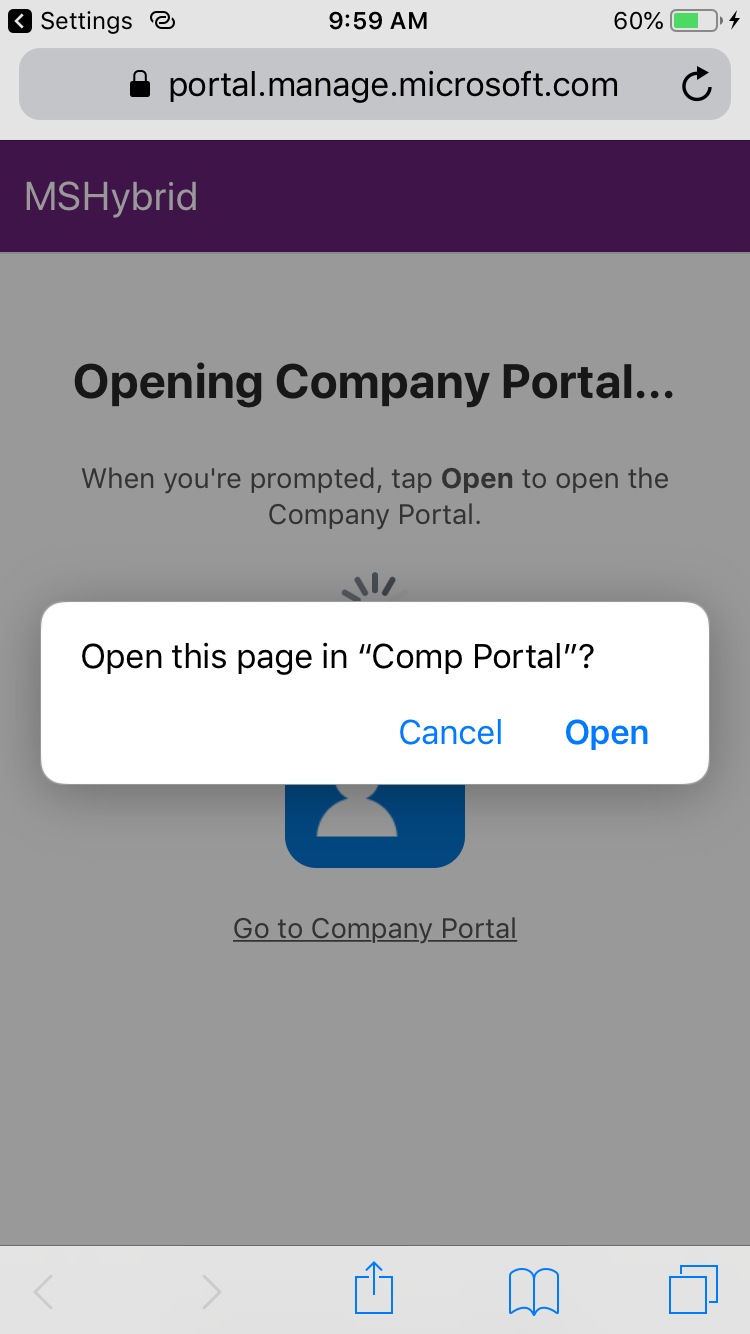 Settings
9:59 AM
60%
portal.manage.microsoft.com
MSHybrid
Opening Company Portal...
When you're prompted, tap Open to open the
Company Portal.
Open this page in “Comp Portal”?
Cancel Open
Go to Company Portal